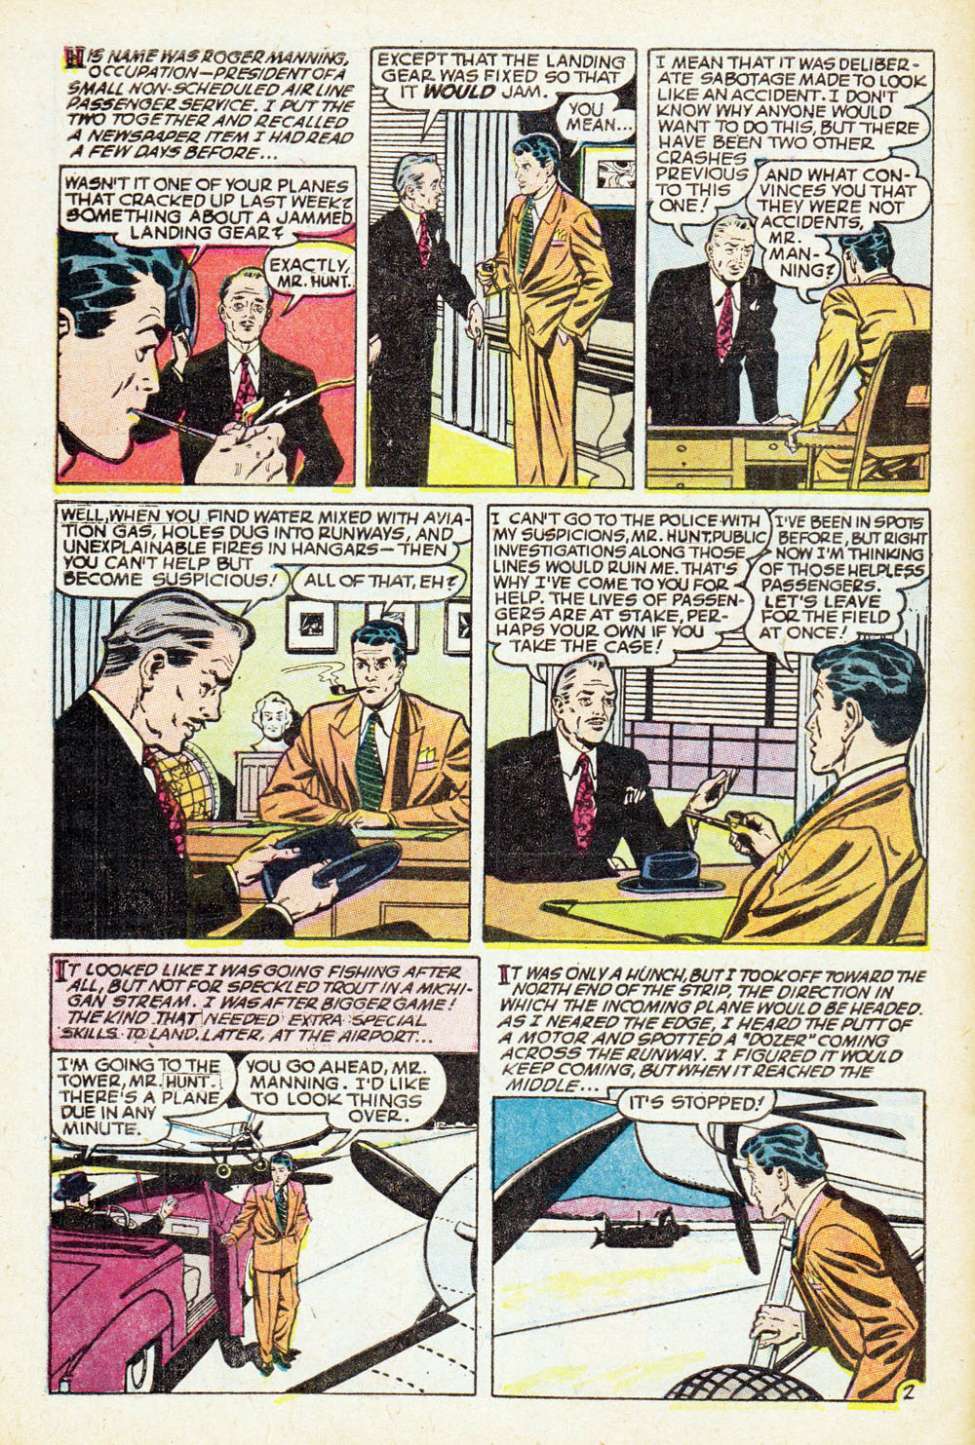 HIS NAME WAS ROGER MANNING,
OCCUPATION—PRESIDENT OF A
SMALL NON-SCHEDULED AIR LINE
PASSENGER SERVICE. I PUT THE
TWO TOGETHER AND RECALLED
A NEWSPAPER ITEM I HAD READ
A FEW DAYS BEFORE...
WASN'T IT ONE OF YOUR PLANES
THAT CRACKED UP LAST WEEK?
SOMETHING ABOUT A JAMMED
LANDING GEAR?
EXACTLY,
MR. HUNT.
EXCEPT THAT THE LANDING
GEAR WAS FIXED SO THAT
IT WOULD JAM.
YOU
MEAN...
I MEAN THAT IT WAS DELIBER-
ATE SABOTAGE MADE TO LOOK
LIKE AN ACCIDENT. I DON'T
KNOW WHY ANYONE WOULD
WANT TO DO THIS, BUT THERE
HAVE BEEN TWO OTHER
CRASHES
PREVIOUS
TO THIS
ONE!
AND WHAT CON-
VINCES YOU THAT
THEY WERE NOT
ACCIDENTS,
MR.
MAN-
NING?
WELL, WHEN YOU FIND WATER MIXED WITH AVIA-
TION GAS, HOLES DUG INTO RUNWAYS, AND
UNEXPLAINABLE FIRES IN HANGARS—THEN
YOU CAN'T HELP BUT
BECOME SUSPICIOUS!
ALL OF THAT, EH?
I CAN'T GO TO THE POLICE WITH
MY SUSPICIONS, MR. HUNT. PUBLIC
INVESTIGATIONS ALONG THOSE
LINES WOULD RUIN ME. THAT'S
WHY I'VE COME TO YOU FOR
HELP. THE LIVES OF PASSEN-
GERS ARE AT STAKE, PER-
HAPS YOUR OWN IF YOU
TAKE THE CASE!
I'VE BEEN IN SPOTS
BEFORE, BUT RIGHT
NOW I'M THINKING
OF THOSE HELPLESS
PASSENGERS.
LET'S LEAVE
FOR THE FIELD
AT ONCE!
IT LOOKED LIKE I WAS GOING FISHING AFTER
ALL, BUT NOT FOR SPECKLED TROUT IN A MICHI-
GAN STREAM. I WAS AFTER BIGGER GAME!
THE KIND THAT NEEDED EXTRA SPECIAL
SKILLS TO LAND. LATER, AT THE AIRPORT...
I'M GOING TO THE
TOWER, MR. HUNT.
THERE'S A PLANE
DUE IN ANY
MINUTE.
YOU GO AHEAD, MR.
MANNING. I'D LIKE
TO LOOK THINGS
OVER.
IT WAS ONLY A HUNCH, BUT I TOOK OFF TOWARD THE
NORTH END OF THE STRIP, THE DIRECTION IN
WHICH THE INCOMING PLANE WOULD BE HEADED.
AS I NEARED THE EDGE, I HEARD THE PUTT OF
A MOTOR AND SPOTTED A "DOZER" COMING
ACROSS THE RUNWAY. I FIGURED IT WOULD
KEEP COMING, BUT WHEN IT REACHED THE
MIDDLE...
IT'S STOPPED!
2